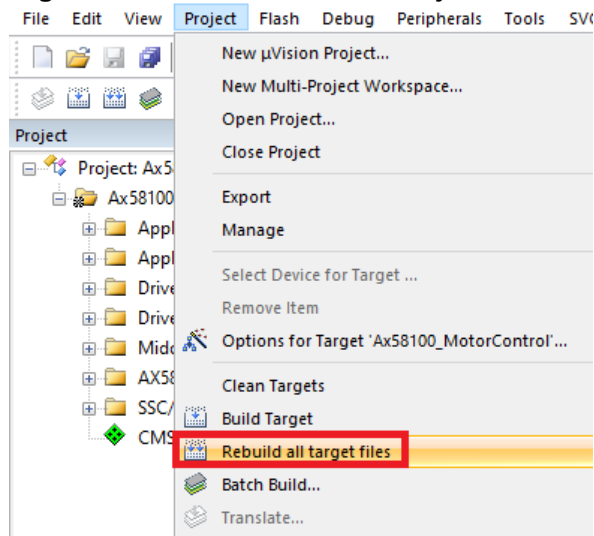 File Edit View Project Flash Debug Peripherals Tools SVC
New µVision Project...
New Multi-Project Workspace...
Open Project...
Close Project
Export
Manage
Select Device for Target ...
Remove Item
Options for Target 'Ax58100_MotorControl'...
Clean Targets
Build Target
Rebuild all target files
Batch Build...
Translate...
Project
Project: Ax5
Ax58100
Appl
Appl
Drive
Drive
Midd
AX58
SSC/
CMS